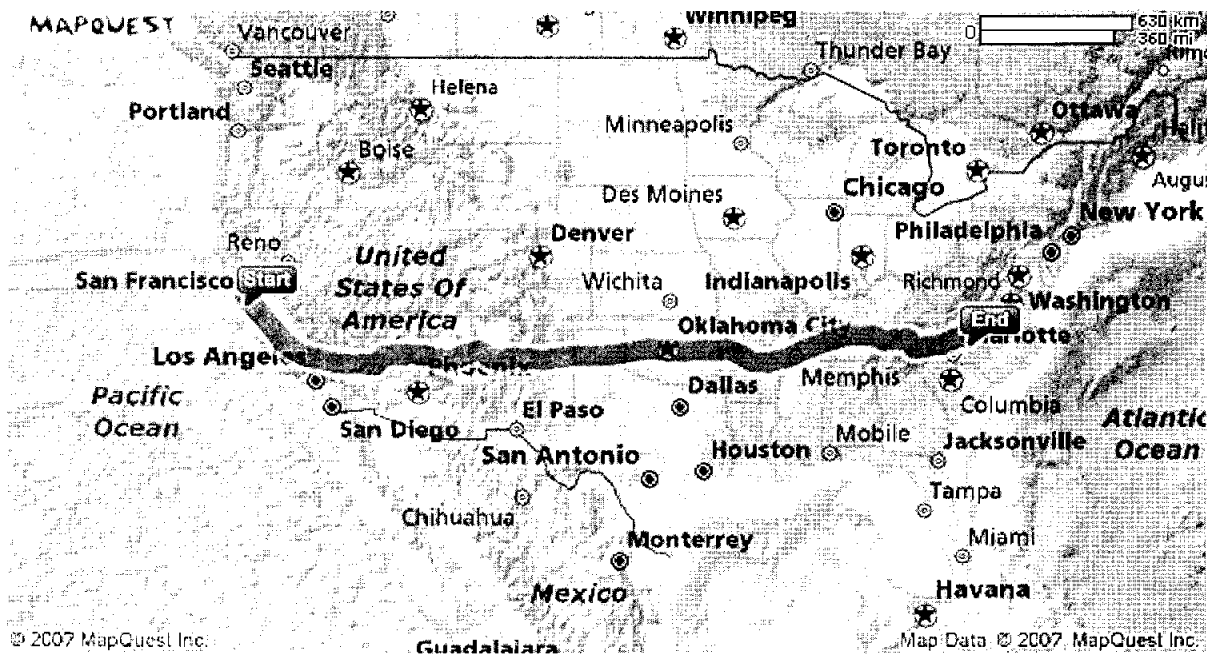 MAPQUEST
Winnipeg
0
630 km
360 mi
Vancouver
Thunder Bay
Seattle
Helena
Ottawa
Portland
Minneapolis
Toronto
Boise
Chicago
Augus
Des Moines
New York
Denver
Philadelphia
Reno
United
States Of
America
San Francisco
Start
Wichita
Indianapolis
Richmond
Washington
Oklahoma City
End
Los Angeles
Dallas
Memphis
Pacific
Ocean
El Paso
Columbia
Atlantic
Ocean
San Diego
Mobile
Jacksonville
San Antonio
Houston
Chihuahua
Tampa
Monterrey
Miami
Mexico
Havana
© 2007 MapQuest Inc.
Guadalajara
Map Data © 2007 MapQuest Inc.